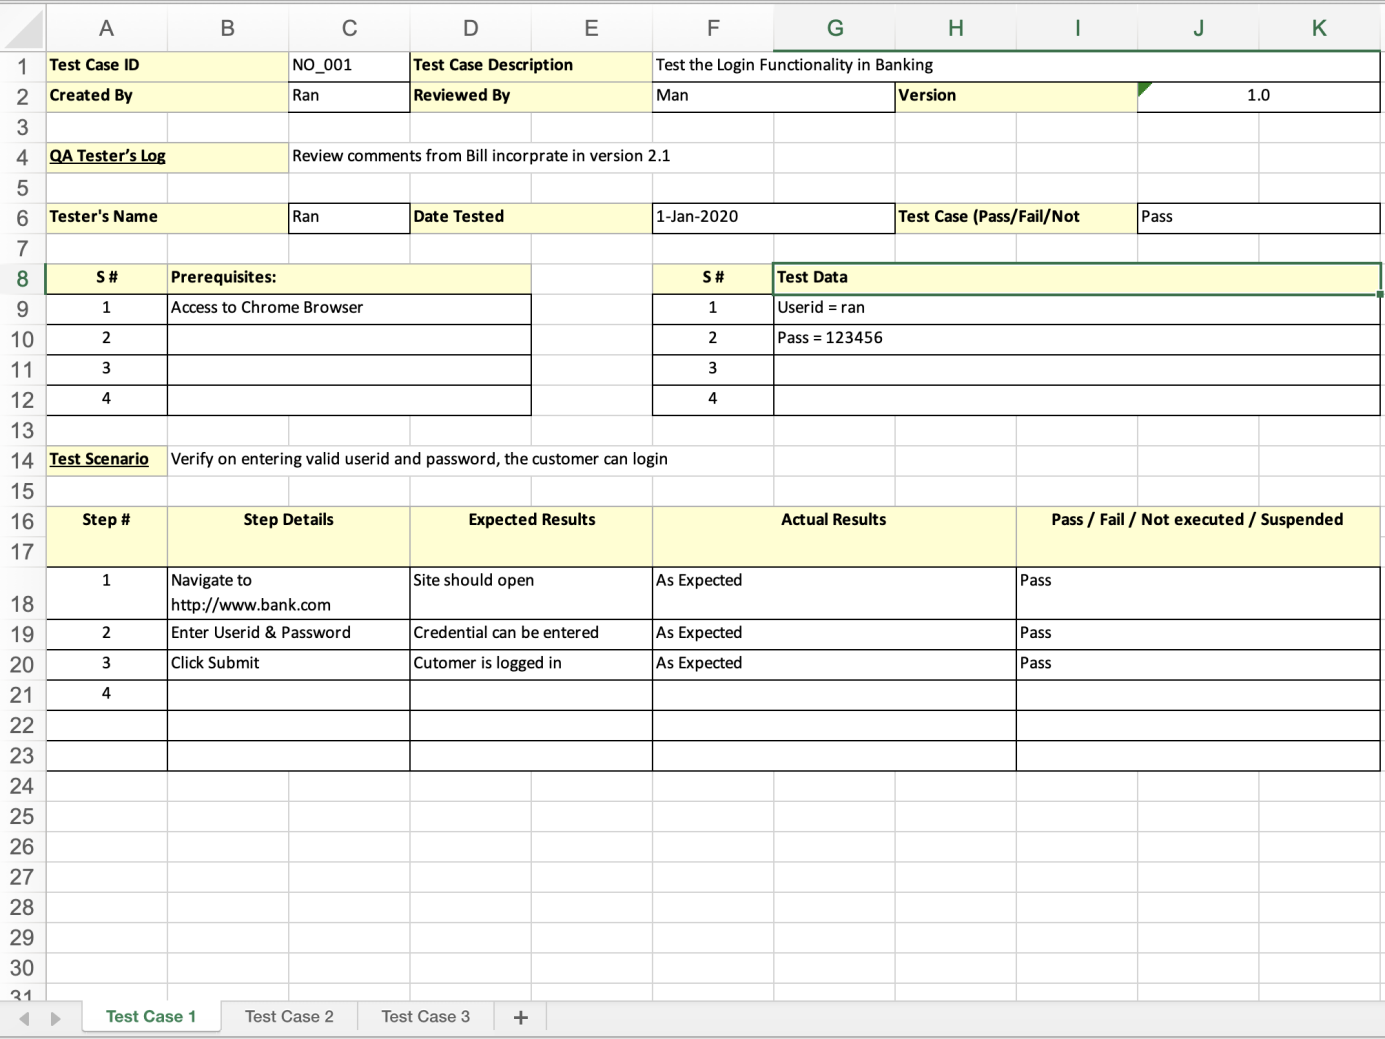 A B C D E F G H I J K
1 Test Case ID NO_001 Test Case Description Test the Login Functionality in Banking
2 Created By Ran Reviewed By Man Version 1.0
3
4 QA Tester’s Log Review comments from Bill incorprate in version 2.1
5
6 Tester's Name Ran Date Tested 1-Jan-2020 Test Case (Pass/Fail/Not Pass
7
8 S # Prerequisites: S # Test Data
9 1 Access to Chrome Browser 1 Userid = ran
10 2 2 Pass = 123456
11 3 3
12 4 4
13
14 Test Scenario Verify on entering valid userid and password, the customer can login
15
16 Step # Step Details Expected Results Actual Results Pass / Fail / Not executed / Suspended
17
1 Navigate to Site should open As Expected Pass
18 http://www.bank.com
19 2 Enter Userid & Password Credential can be entered As Expected Pass
20 3 Click Submit Cutomer is logged in As Expected Pass
21 4
22
23
24
25
26
27
28
29
30
31
Test Case 1 Test Case 2 Test Case 3 +